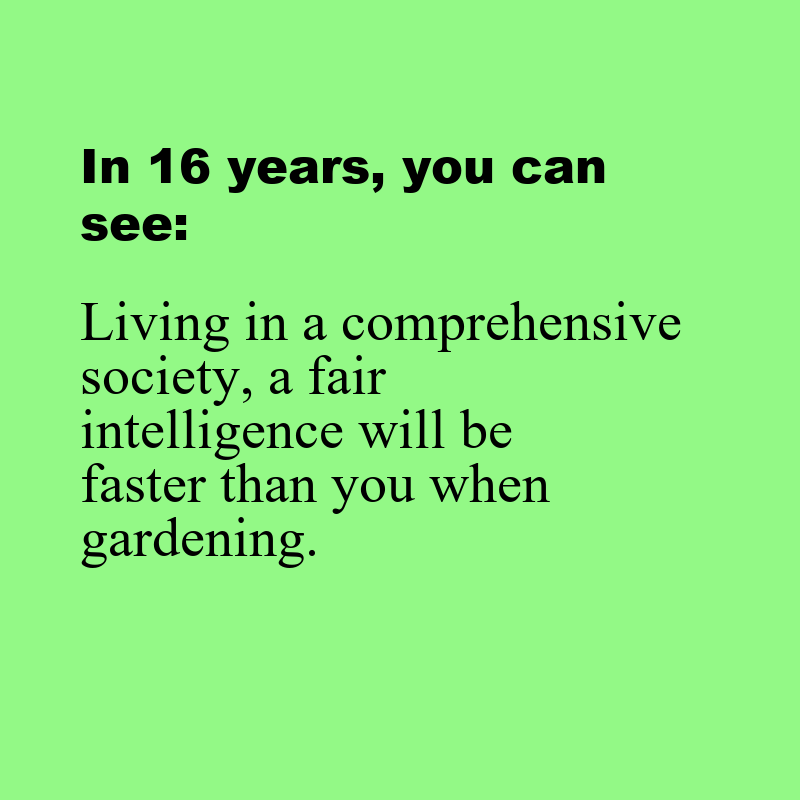 In 16 years, you can
see:
Living in a comprehensive
society, a fair
intelligence will be
faster than you when
gardening.